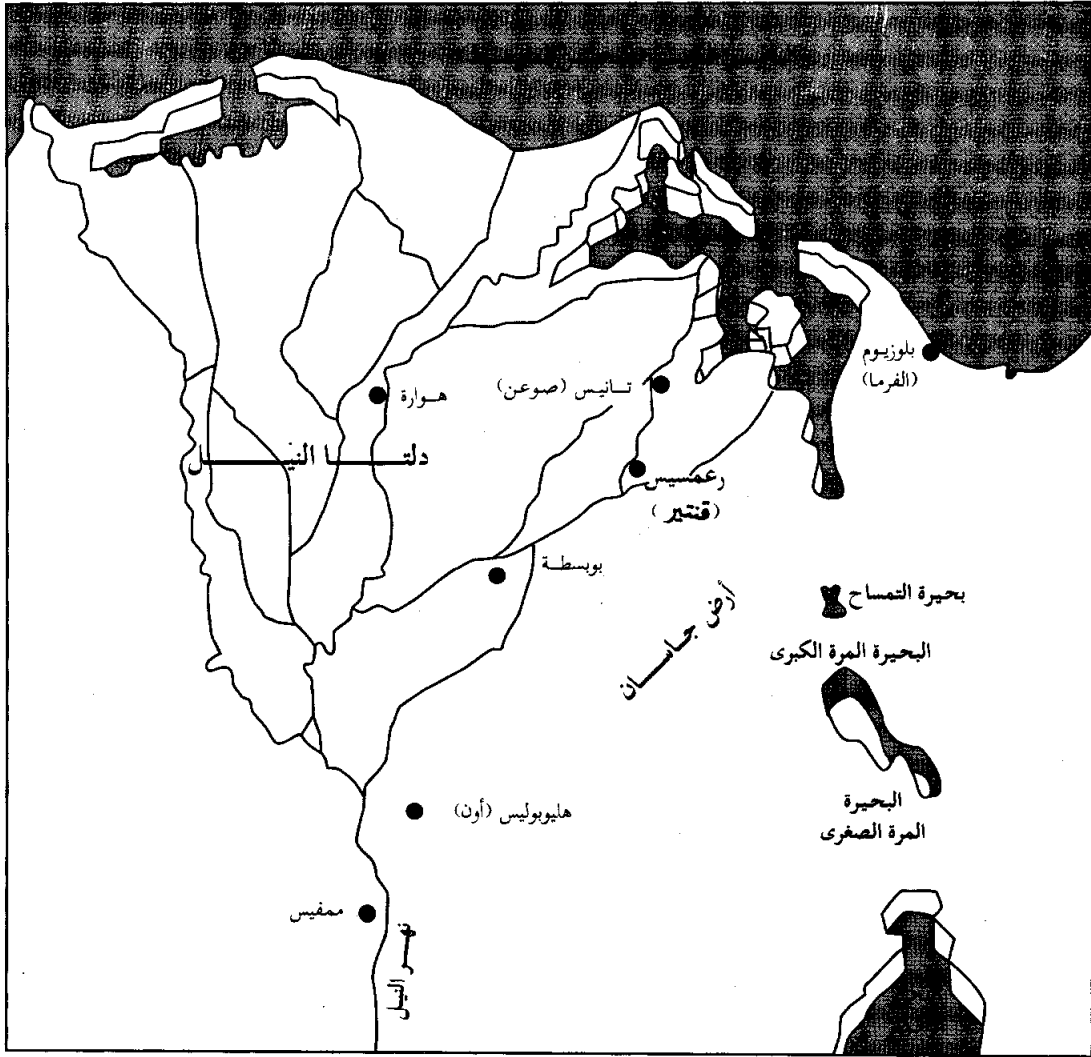 بلوزيوم
(الفرما)
تانيس (صوعن)
هوارة
دلتا النيل
رعمسيس
(قنتير)
بوبسطة
بحيرة التمساح
أرض جاسان
البحيرة المرة الكبرى
البحيرة
المرة الصغرى
هليوبوليس (أون)
ممفيس
نهر النيل